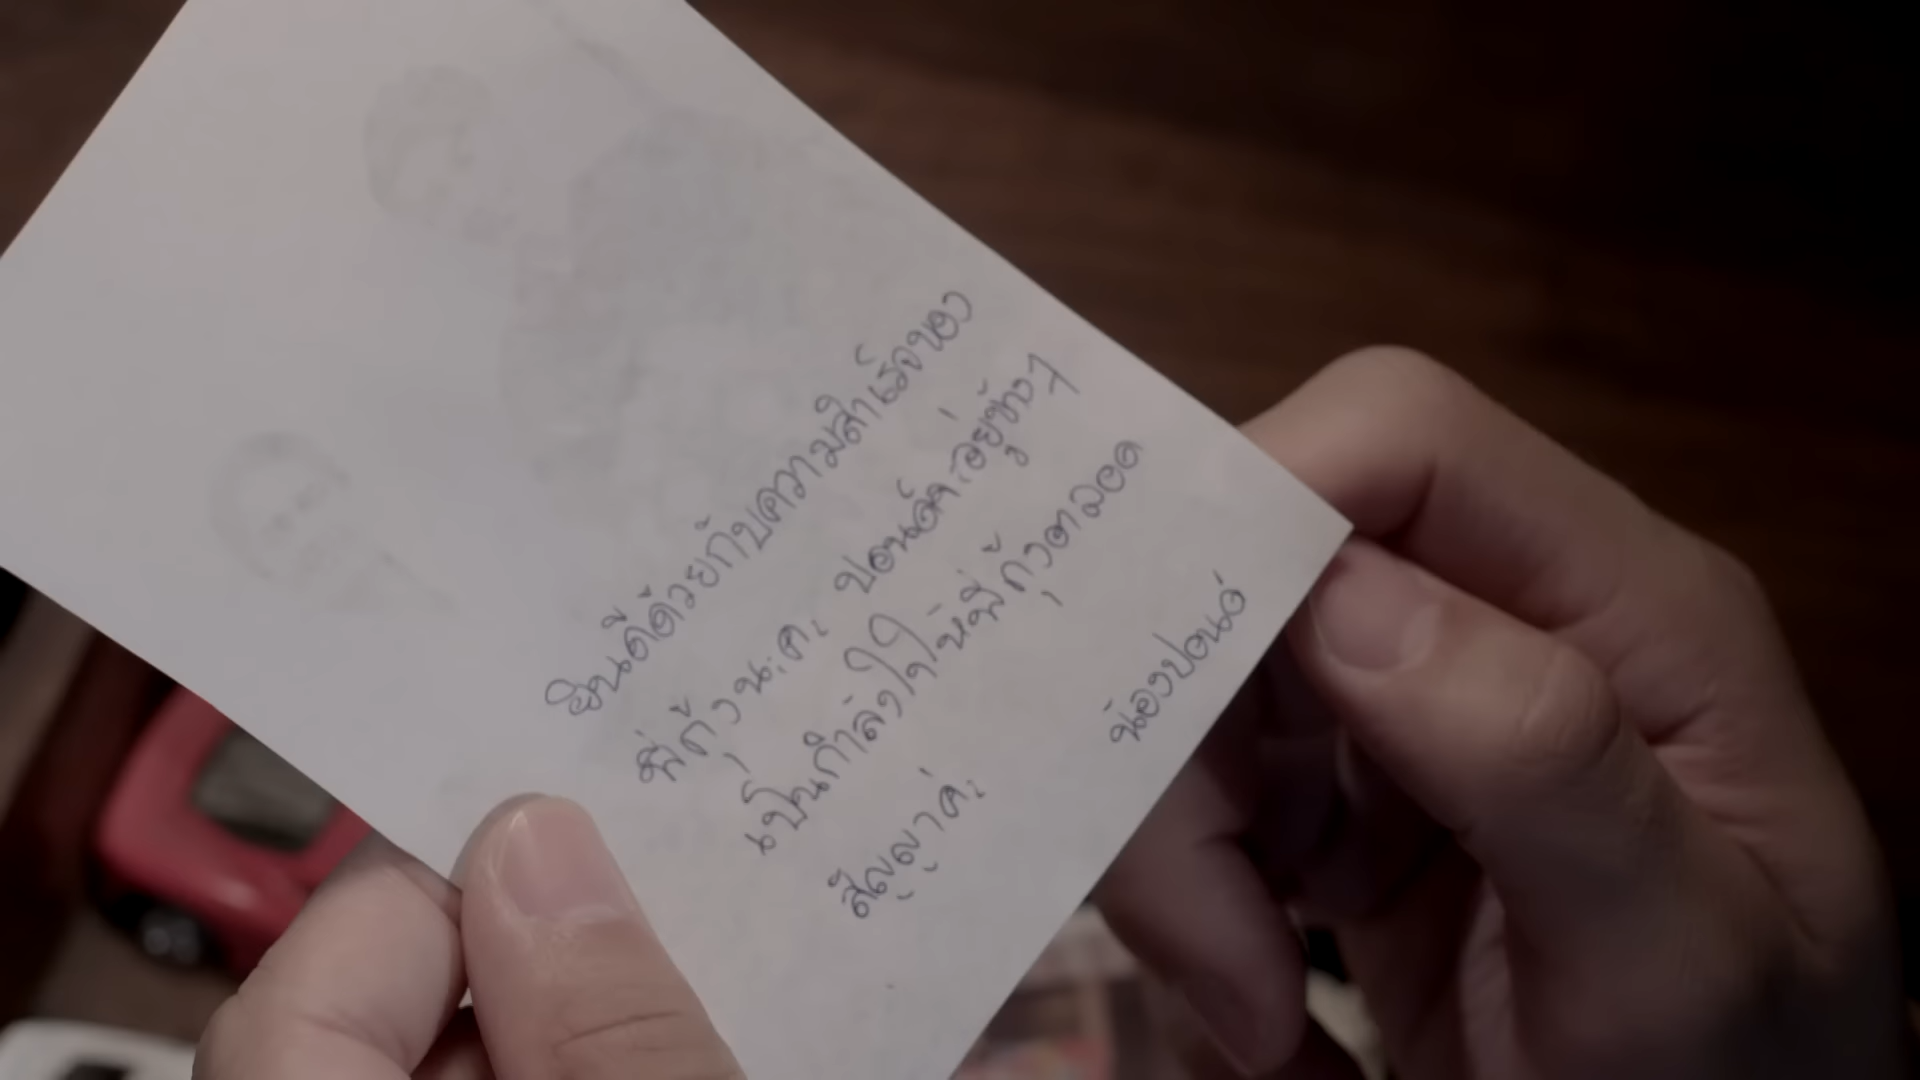 ยินดีด้วยกับความสำเร็จของ
พี่กุ้งนะคะ ปอนด์จะอยู่ข้างๆ
เป็นกำลังใจให้พี่กุ้งตลอด
สัญญาค่ะ
น้องปอนด์